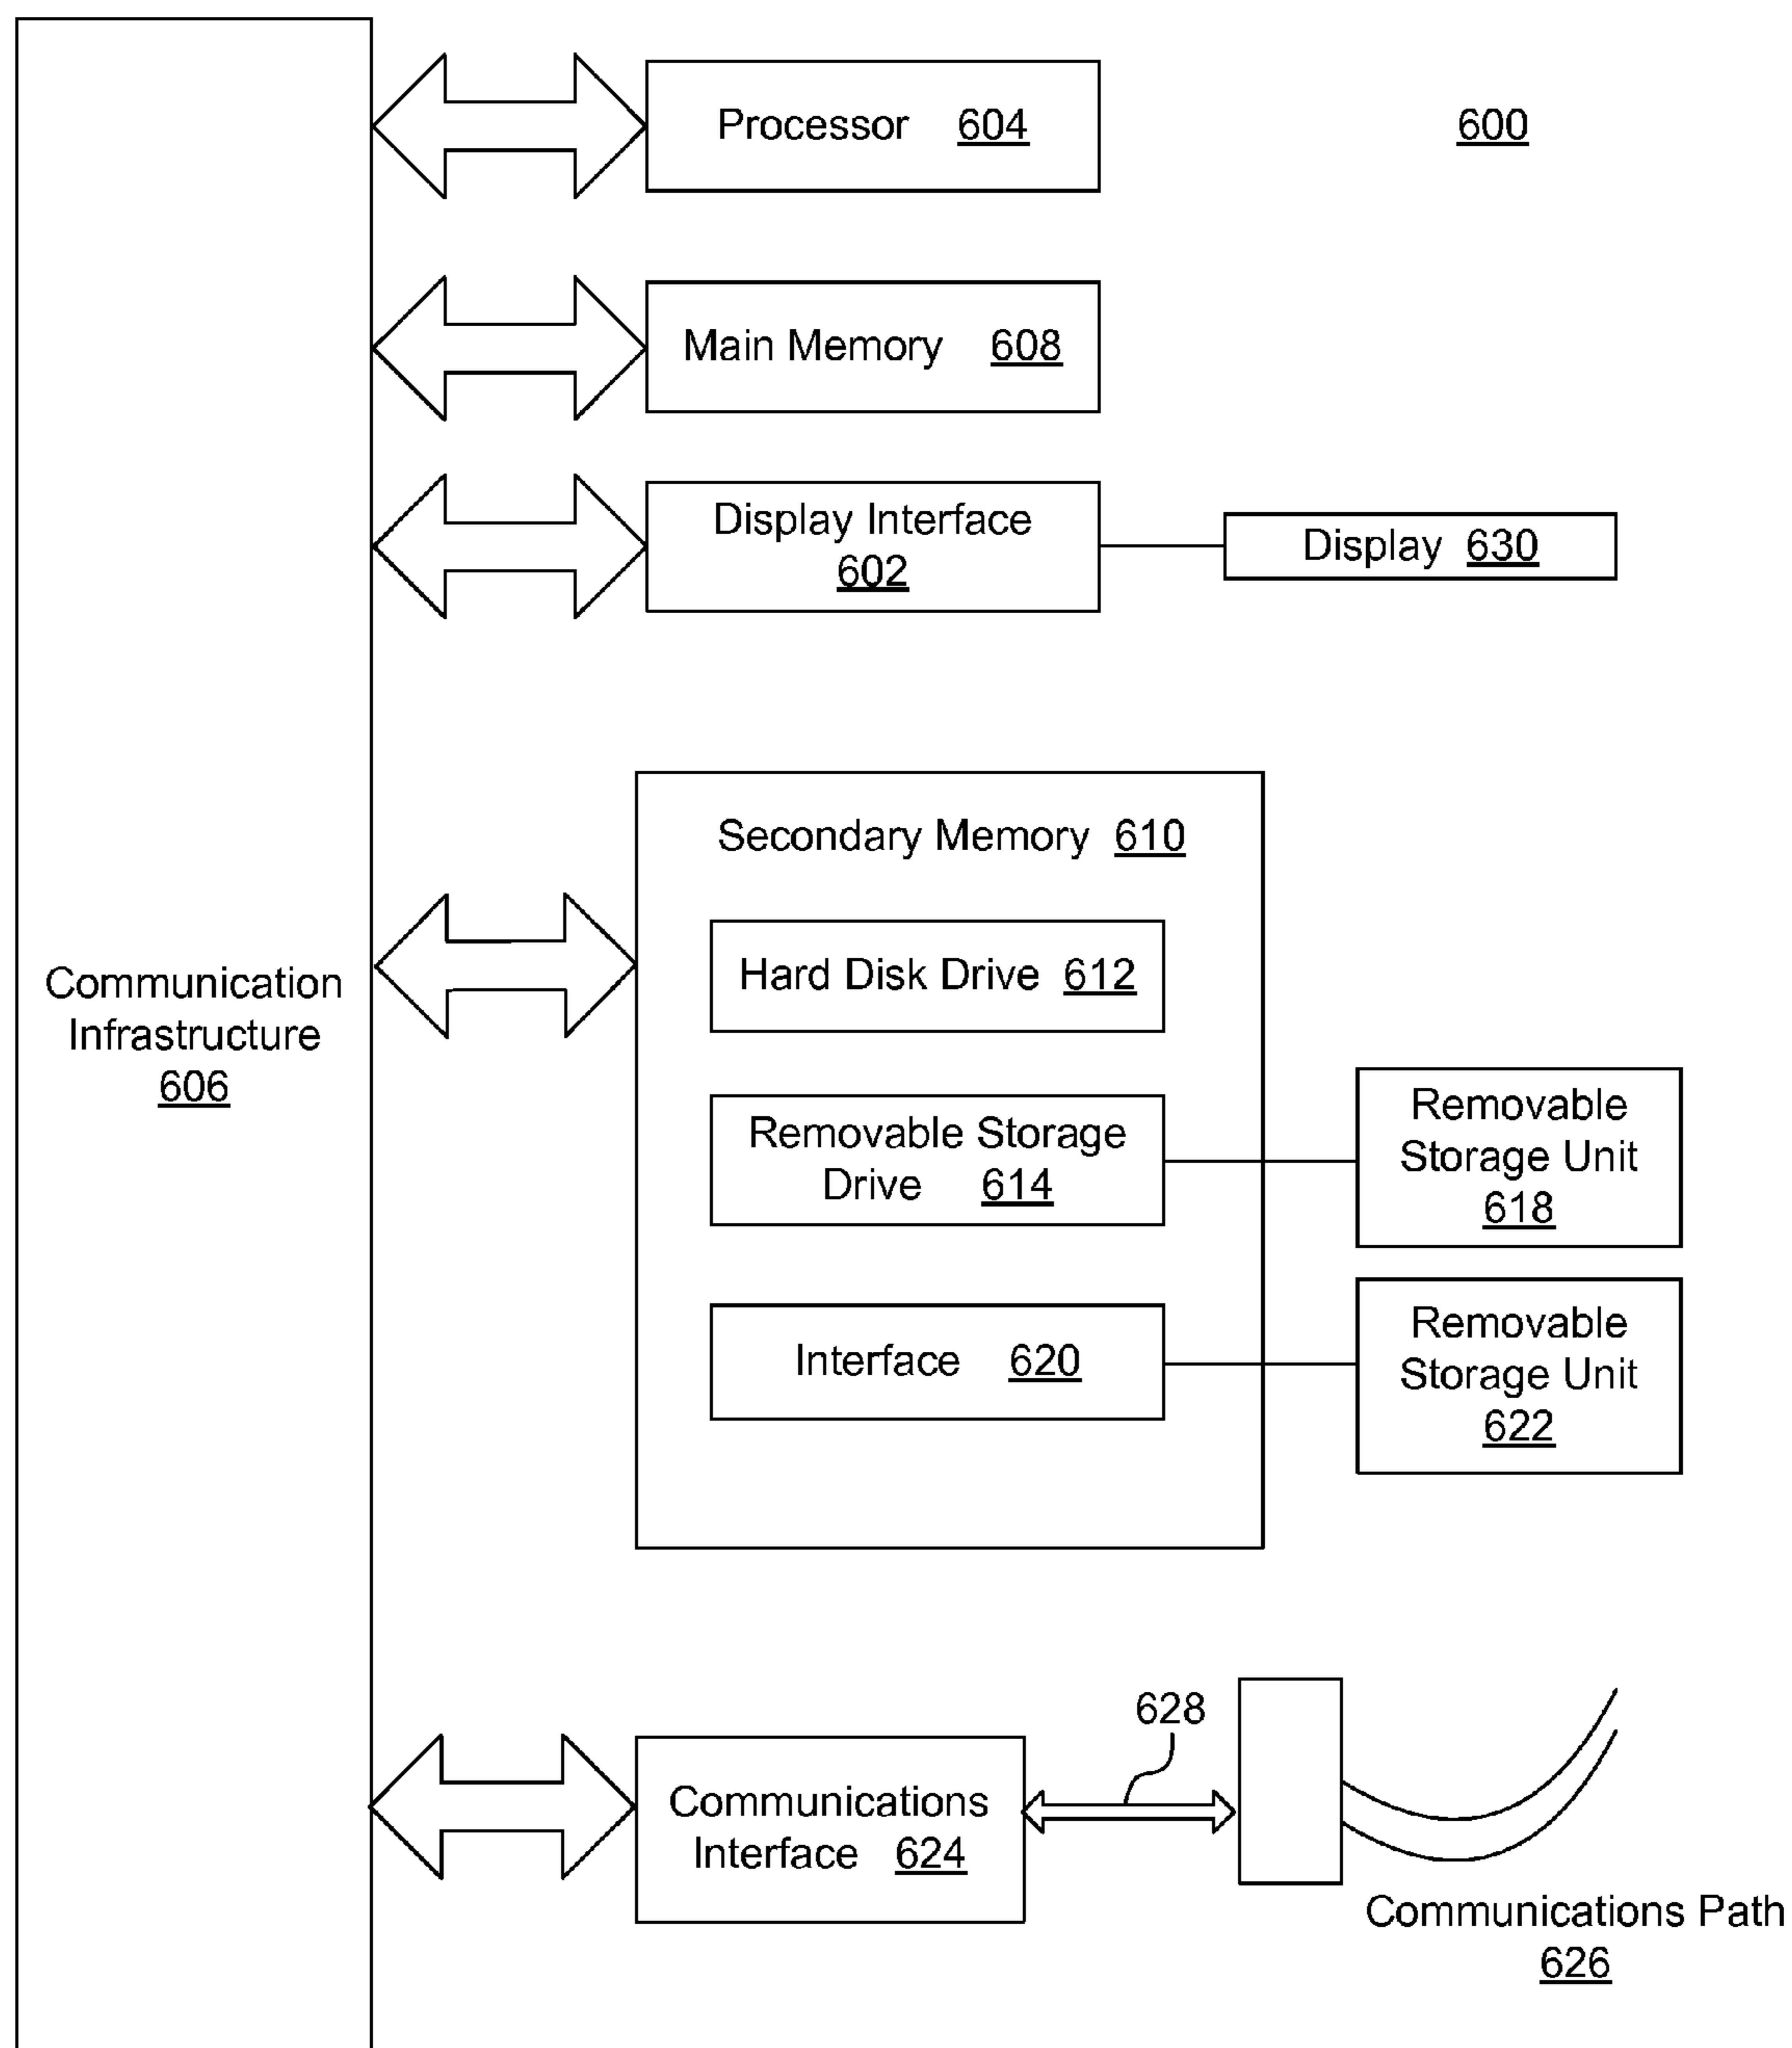 Processor 604
600
Main Memory 608
Display Interface
602
Display 630
Secondary Memory 610
Hard Disk Drive 612
Communication
Infrastructure
606
Removable Storage
Drive 614
Removable
Storage Unit
618
Interface 620
Removable
Storage Unit
622
628
Communications
Interface 624
Communications Path
626